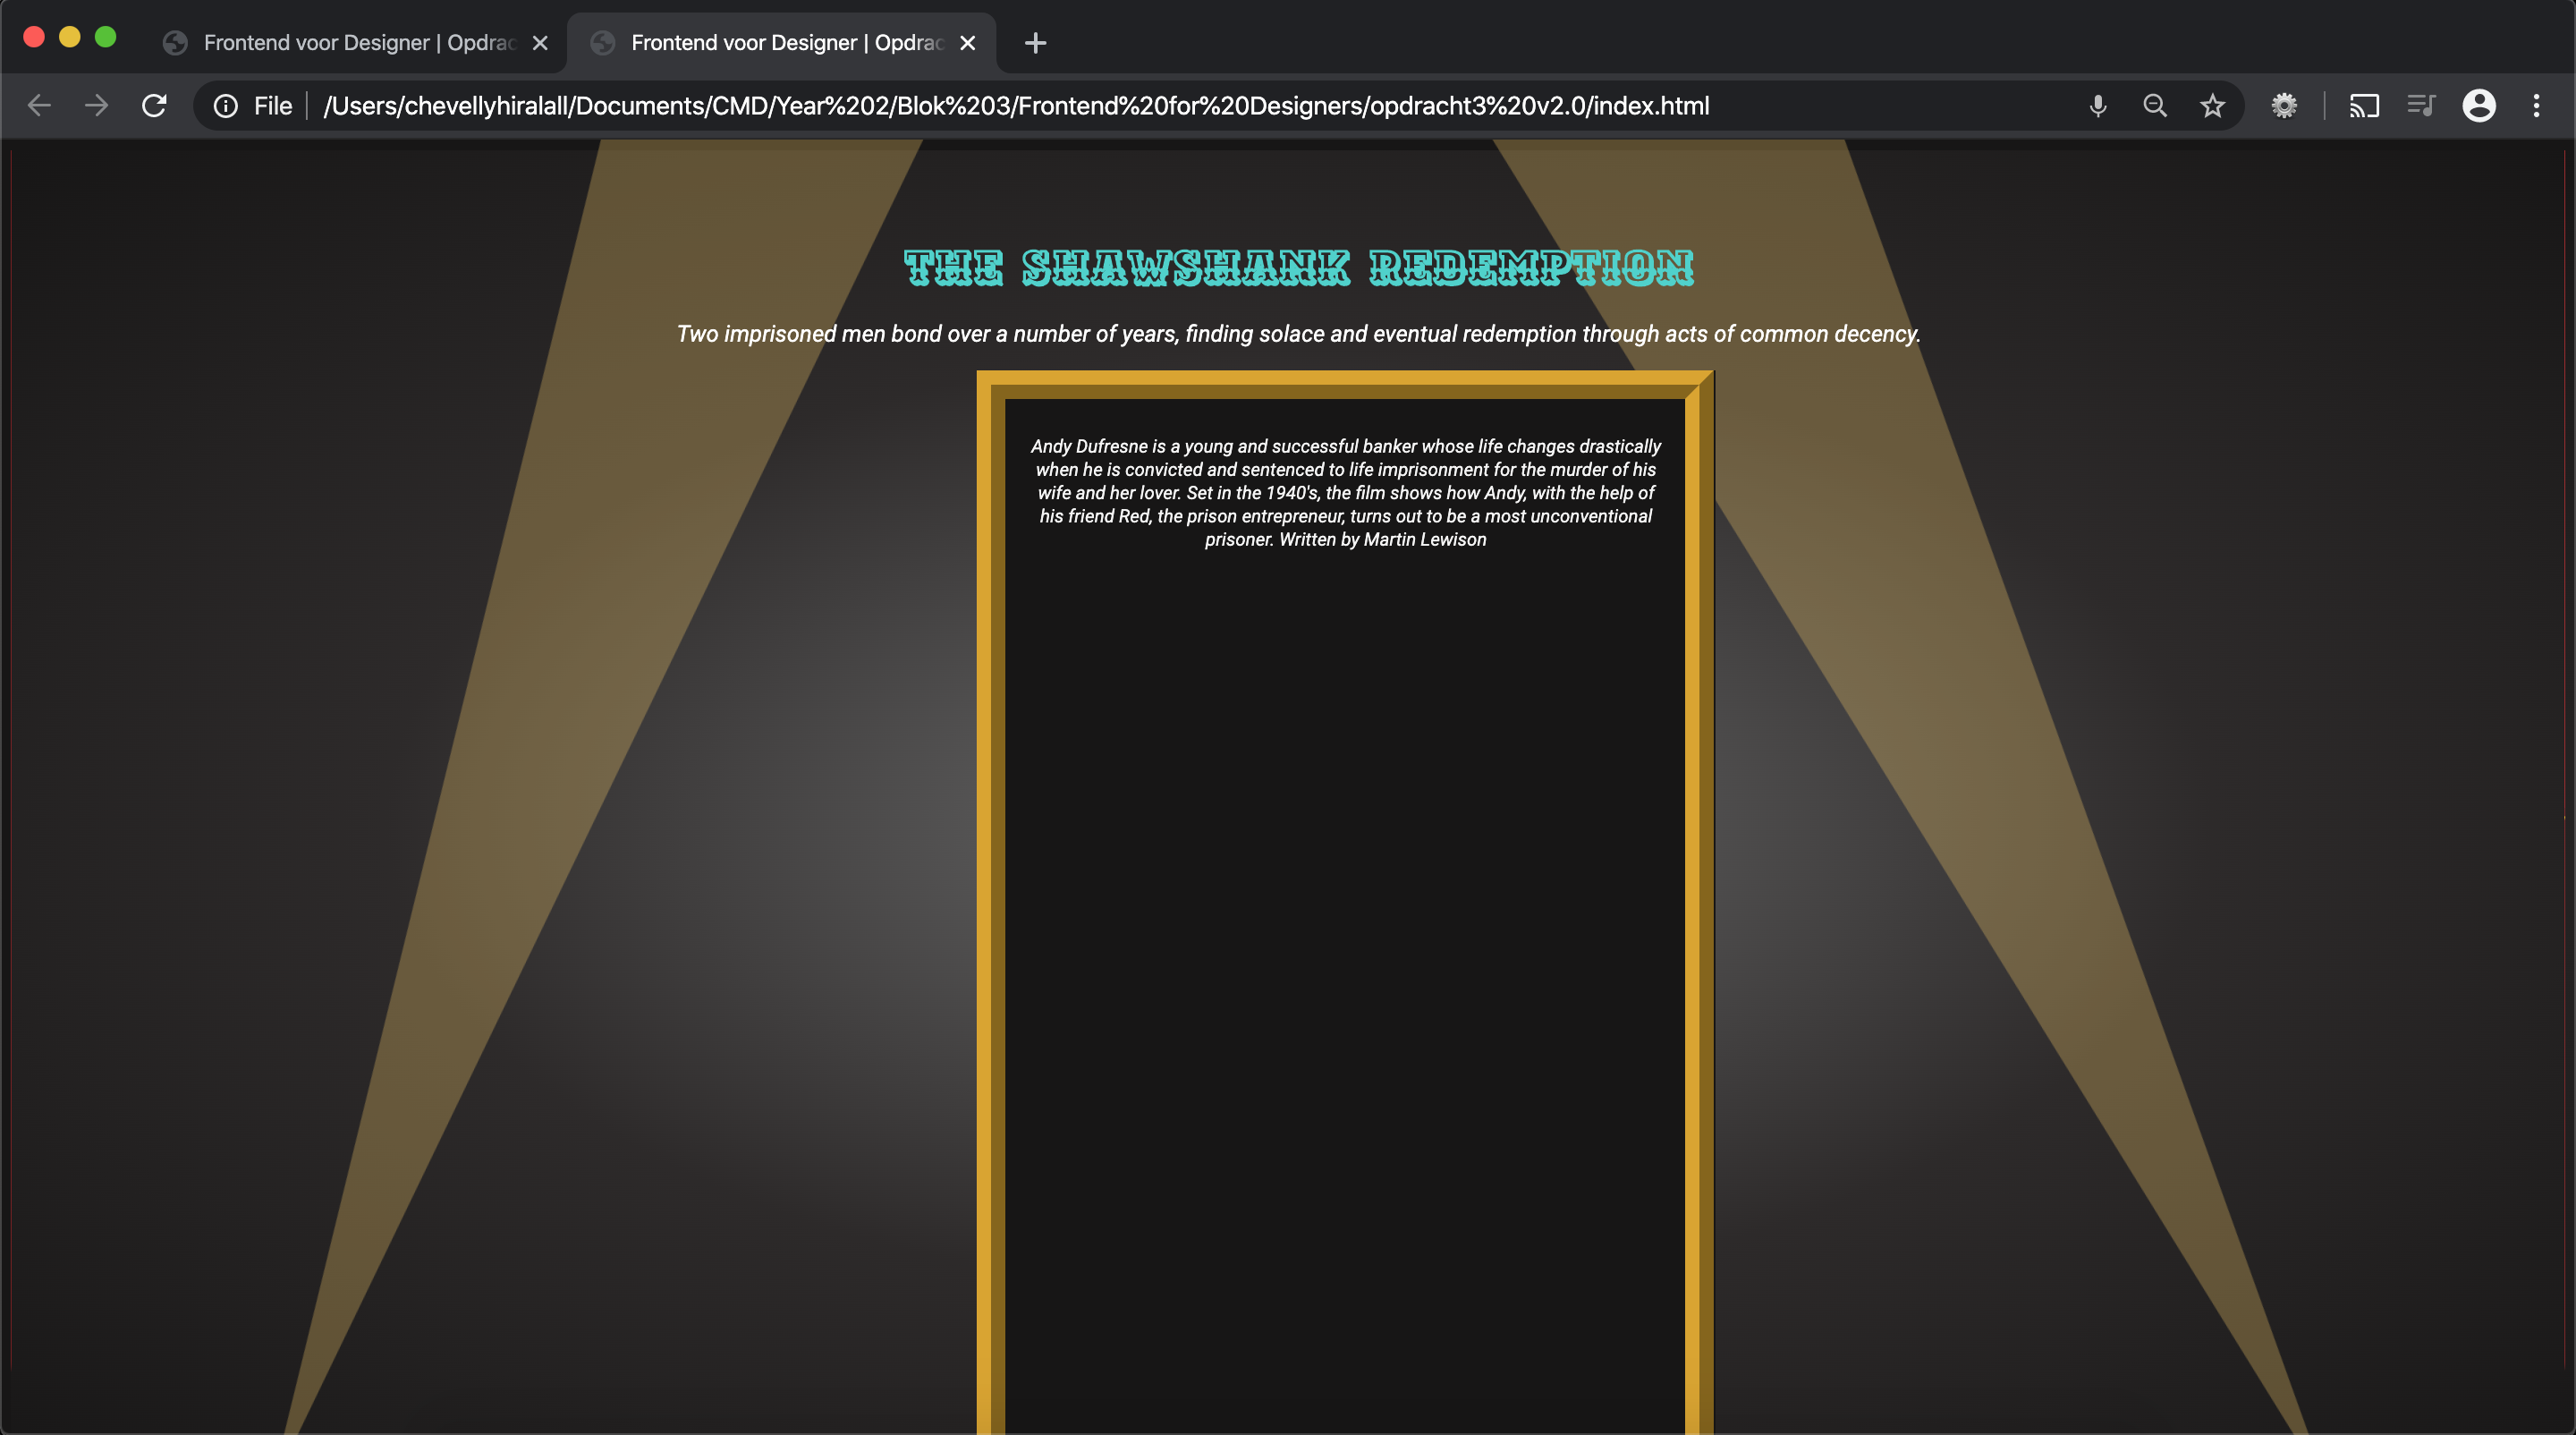 Frontend voor Designer | Opdrac
Frontend voor Designer | Opdrac
File
/Users/chevellyhiralall/Documents/CMD/Year%202/Blok%203/Frontend%20for%20Designers/opdracht3%20v2.0/index.html
THE SHAWSHANK REDEMPTION
Two imprisoned men bond over a number of years, finding solace and eventual redemption through acts of common decency.
Andy Dufresne is a young and successful banker whose life changes drastically
when he is convicted and sentenced to life imprisonment for the murder of his
wife and her lover. Set in the 1940's, the film shows how Andy, with the help of
his friend Red, the prison entrepreneur, turns out to be a most unconventional
prisoner. Written by Martin Lewison